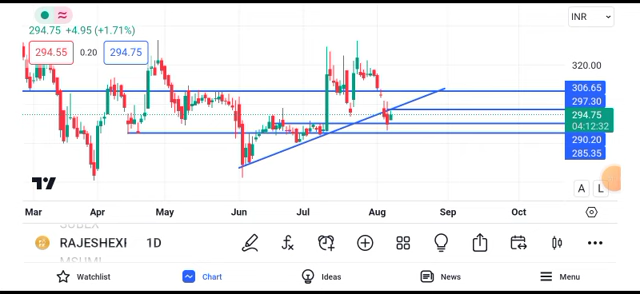 294.75 +4.95 (+1.71%)
294.55 0.20 294.75
INR
320.00
306.65
297.30
294.75
04:12:32
290.20
285.35
A L
Mar Apr May Jun Jul Aug Sep Oct
RAJESHEXI 1D
Watchlist Chart Ideas News Menu